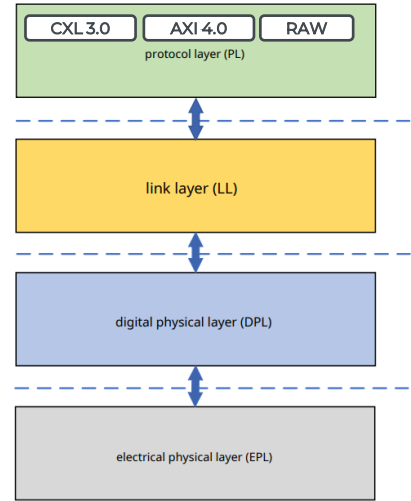 CXL 3.0 AXI 4.0 RAW
protocol layer (PL)
link layer (LL)
digital physical layer (DPL)
electrical physical layer (EPL)